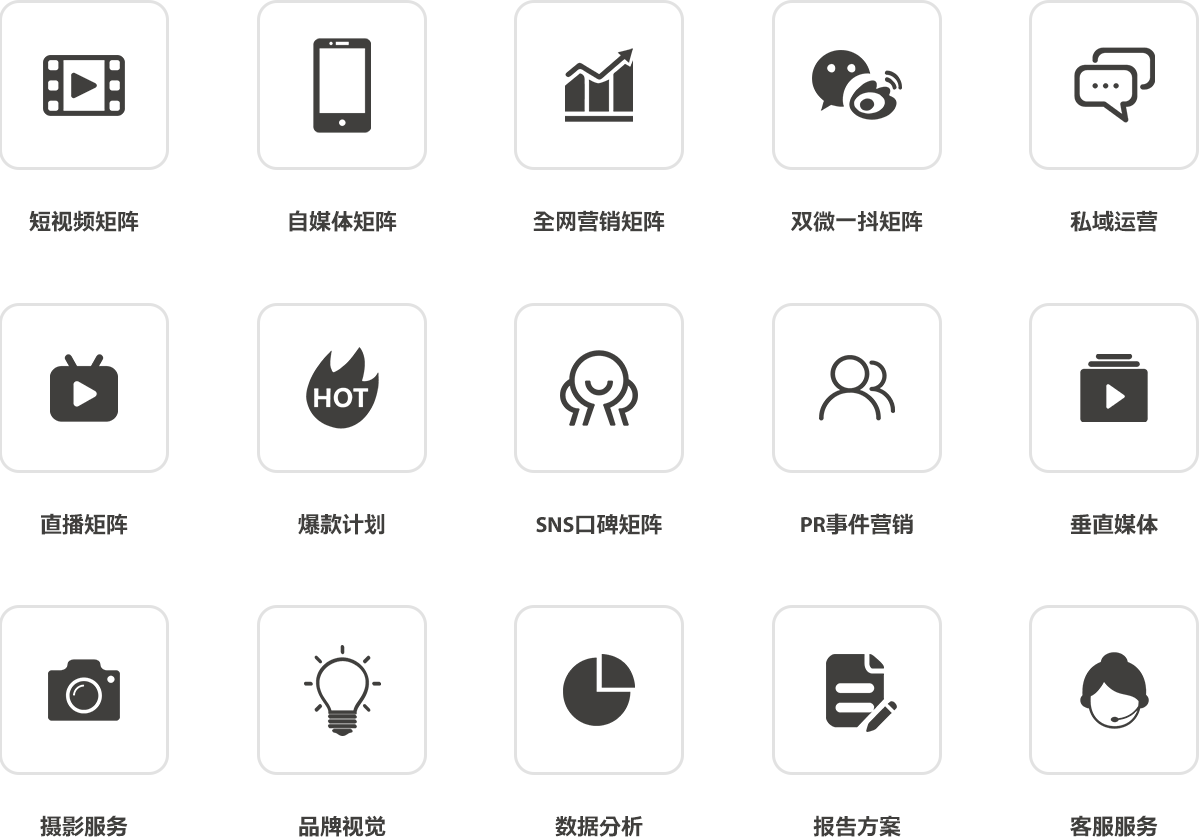 短视频矩阵
自媒体矩阵
全网营销矩阵
双微一抖矩阵
私域运营
HOT
直播矩阵
爆款计划
SNS口碑矩阵
PR事件营销
垂直媒体
摄影服务
品牌视觉
数据分析
报告方案
客服服务